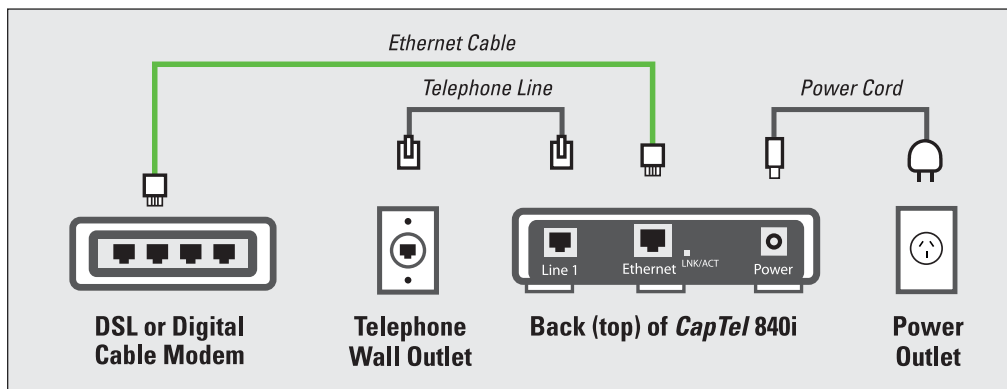 Ethernet Cable
Telephone Line
Power Cord
Line 1
Ethernet
LNK/ACT
Power
DSL or Digital
Cable Modem
Telephone
Wall Outlet
Back (top) of CapTel 840i
Power
Outlet